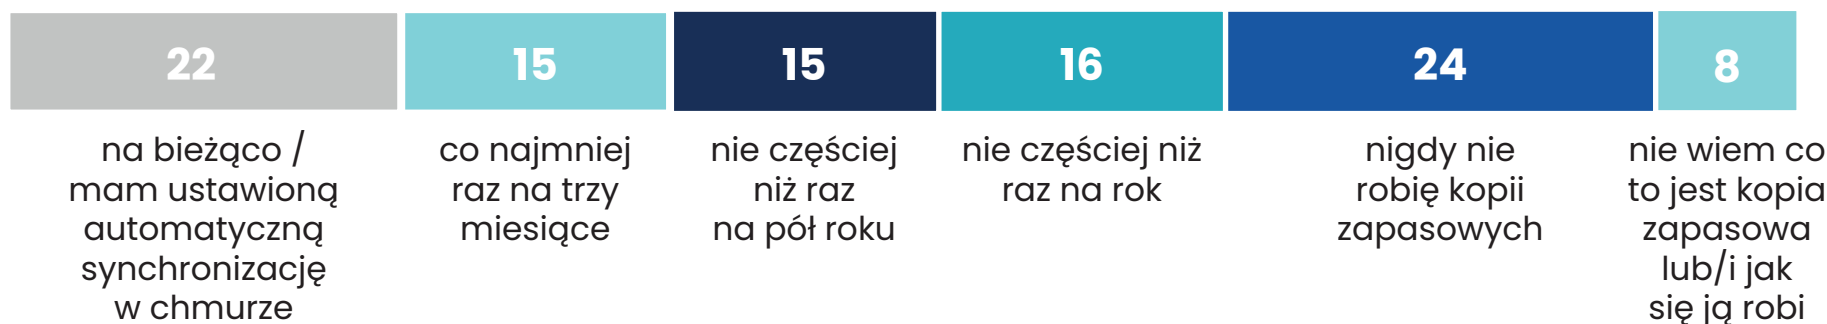 22
15
15
16
24
8
na bieżąco /
mam ustawioną
automatyczną
synchronizację
w chmurze
co najmniej
raz na trzy
miesiące
nie częściej
niż raz
na pół roku
nie częściej niż
raz na rok
nigdy nie
robię kopii
zapasowych
nie wiem co
to jest kopia
zapasowa
lub/i jak
się ją robi